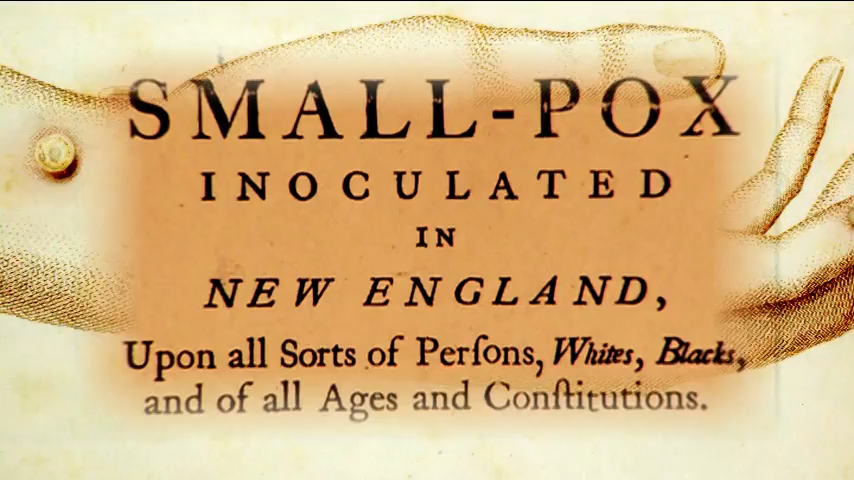 SMALL-POX
INOCULATED
IN
NEW ENGLAND,
Upon all Sorts of Perſons, Whites, Blacks,
and of all Ages and Conſtitutions.